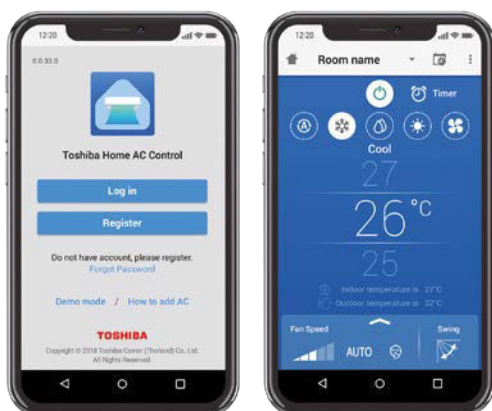 12:20
0.0.33.0
Toshiba Home AC Control
Log in
Register
Do not have account, please register.
Forgot Password
Demo mode / How to add AC
TOSHIBA
Copyright © 2018 Toshiba Carrier (Thailand) Co., Ltd.
All Rights Reserved.
12:20
Room name
Timer
A
Cool
27
26°C
25
Indoor temperature is 27°C
Outdoor temperature is 32°C
Fan Speed
Swing
AUTO